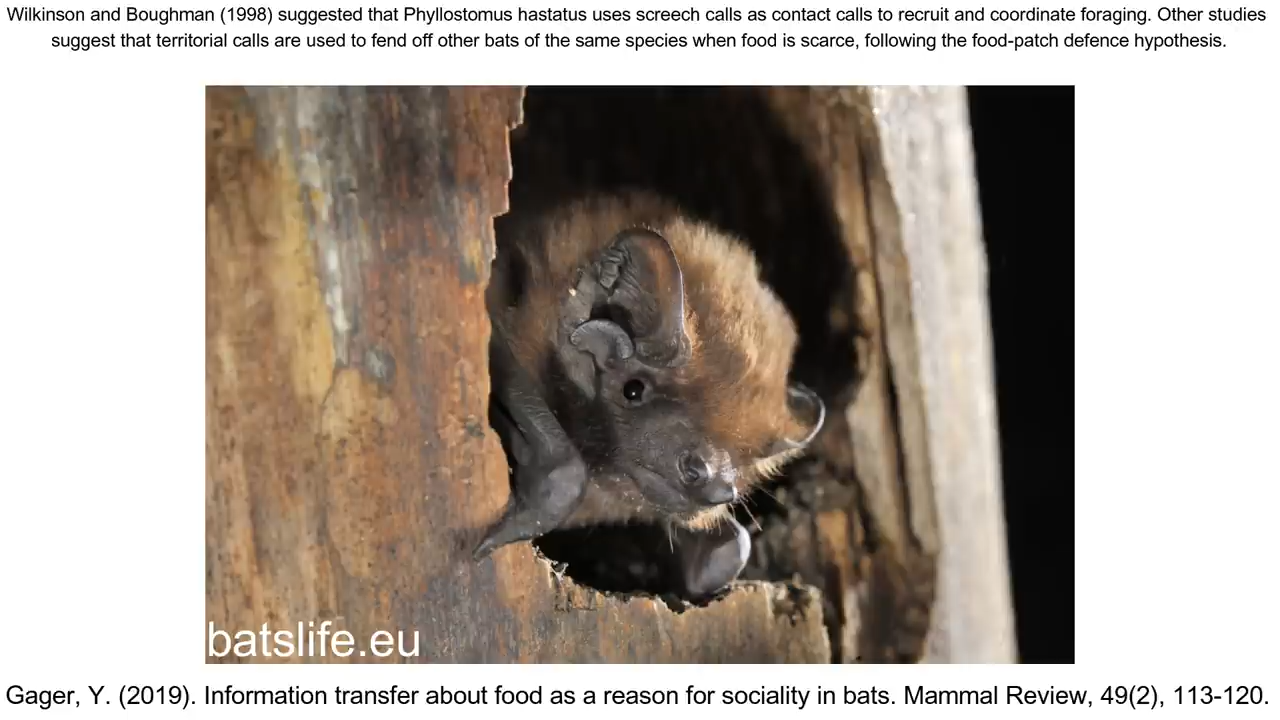 Wilkinson and Boughman (1998) suggested that Phyllostomus hastatus uses screech calls as contact calls to recruit and coordinate foraging. Other studies
suggest that territorial calls are used to fend off other bats of the same species when food is scarce, following the food-patch defence hypothesis.
batslife.eu
Gager, Y. (2019). Information transfer about food as a reason for sociality in bats. Mammal Review, 49(2), 113-120.